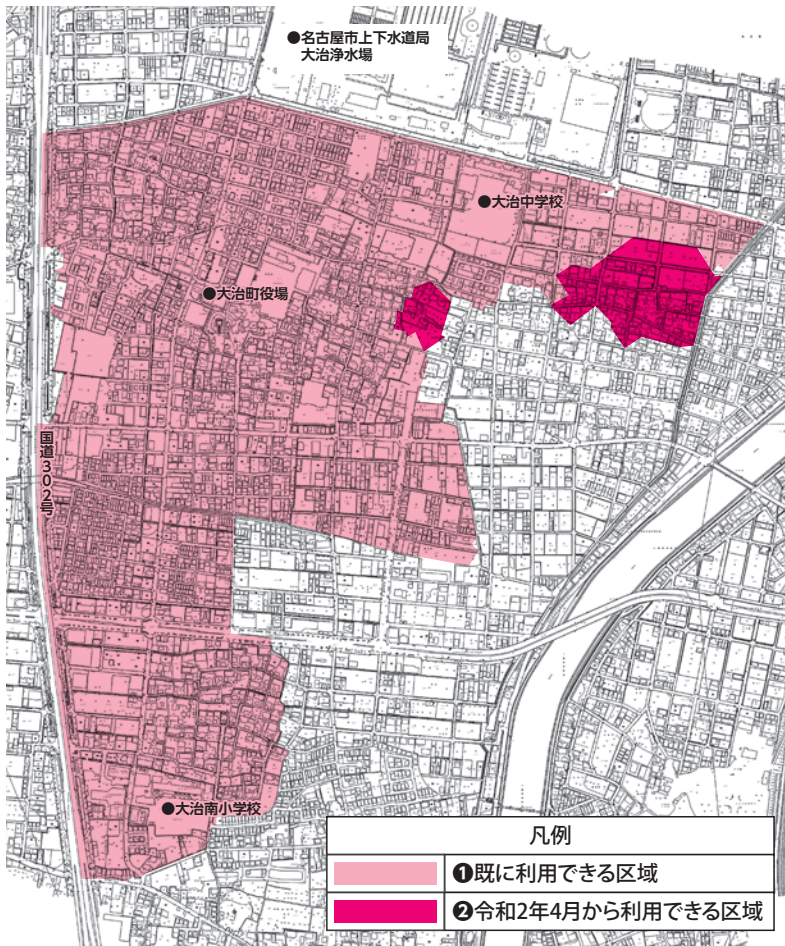 ●名古屋市上下水道局
大治浄水場
●大治中学校
●大治町役場
国道302号
●大治南小学校
凡例
❶既に利用できる区域
❷令和2年4月から利用できる区域